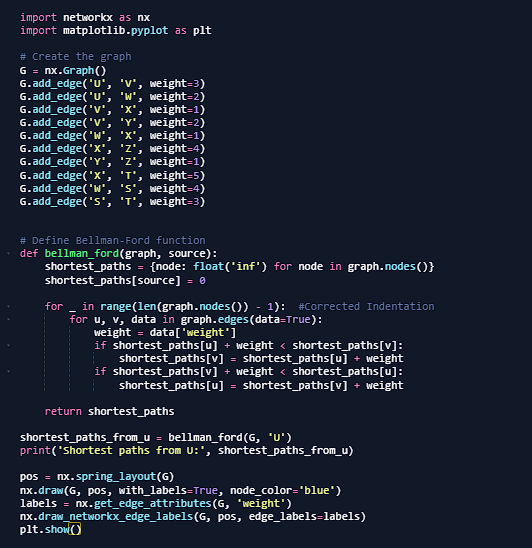 import networkx as nx
import matplotlib.pyplot as plt
# Create the graph
G = nx.Graph()
G.add_edge('U', 'V', weight=3)
G.add_edge('U', 'W', weight=2)
G.add_edge('V', 'X', weight=1)
G.add_edge('V', 'Y', weight=2)
G.add_edge('W', 'X', weight=1)
G.add_edge('X', 'Z', weight=4)
G.add_edge('Y', 'Z', weight=1)
G.add_edge('X', 'T', weight=5)
G.add_edge('W', 'S', weight=4)
G.add_edge('S', 'T', weight=3)
# Define Bellman-Ford function
def bellman_ford(graph, source):
    shortest_paths = {node: float('inf') for node in graph.nodes()}
    shortest_paths[source] = 0
    for _ in range(len(graph.nodes()) - 1):  #Corrected Indentation
        for u, v, data in graph.edges(data=True):
            weight = data['weight']
            if shortest_paths[u] + weight < shortest_paths[v]:
                shortest_paths[v] = shortest_paths[u] + weight
            if shortest_paths[v] + weight < shortest_paths[u]:
                shortest_paths[u] = shortest_paths[v] + weight
    return shortest_paths
shortest_paths_from_u = bellman_ford(G, 'U')
print('Shortest paths from U:', shortest_paths_from_u)
pos = nx.spring_layout(G)
nx.draw(G, pos, with_labels=True, node_color='blue')
labels = nx.get_edge_attributes(G, 'weight')
nx.draw_networkx_edge_labels(G, pos, edge_labels=labels)
plt.show()